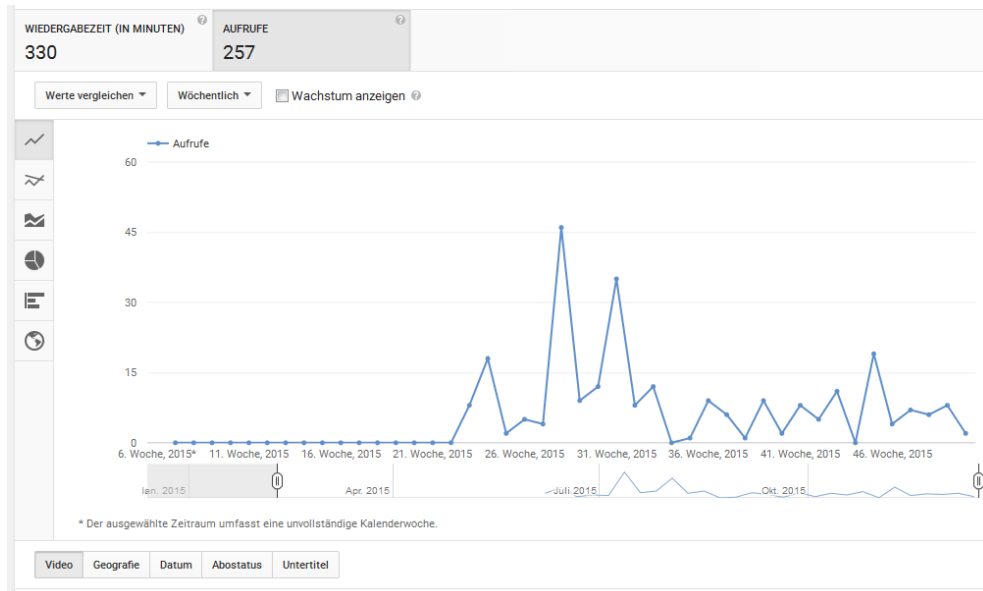 WIEDERGABEZEIT (IN MINUTEN) ?
330
AUFRUFE ?
257
Werte vergleichen
Wöchentlich
Wachstum anzeigen ?
Aufrufe
60
45
30
15
0
6. Woche, 2015* 11. Woche, 2015 16. Woche, 2015 21. Woche, 2015 26. Woche, 2015 31. Woche, 2015 36. Woche, 2015 41. Woche, 2015 46. Woche, 2015
Jan. 2015 Apr. 2015 Juli 2015 Okt. 2015
* Der ausgewählte Zeitraum umfasst eine unvollständige Kalenderwoche.
Video Geografie Datum Abostatus Untertitel